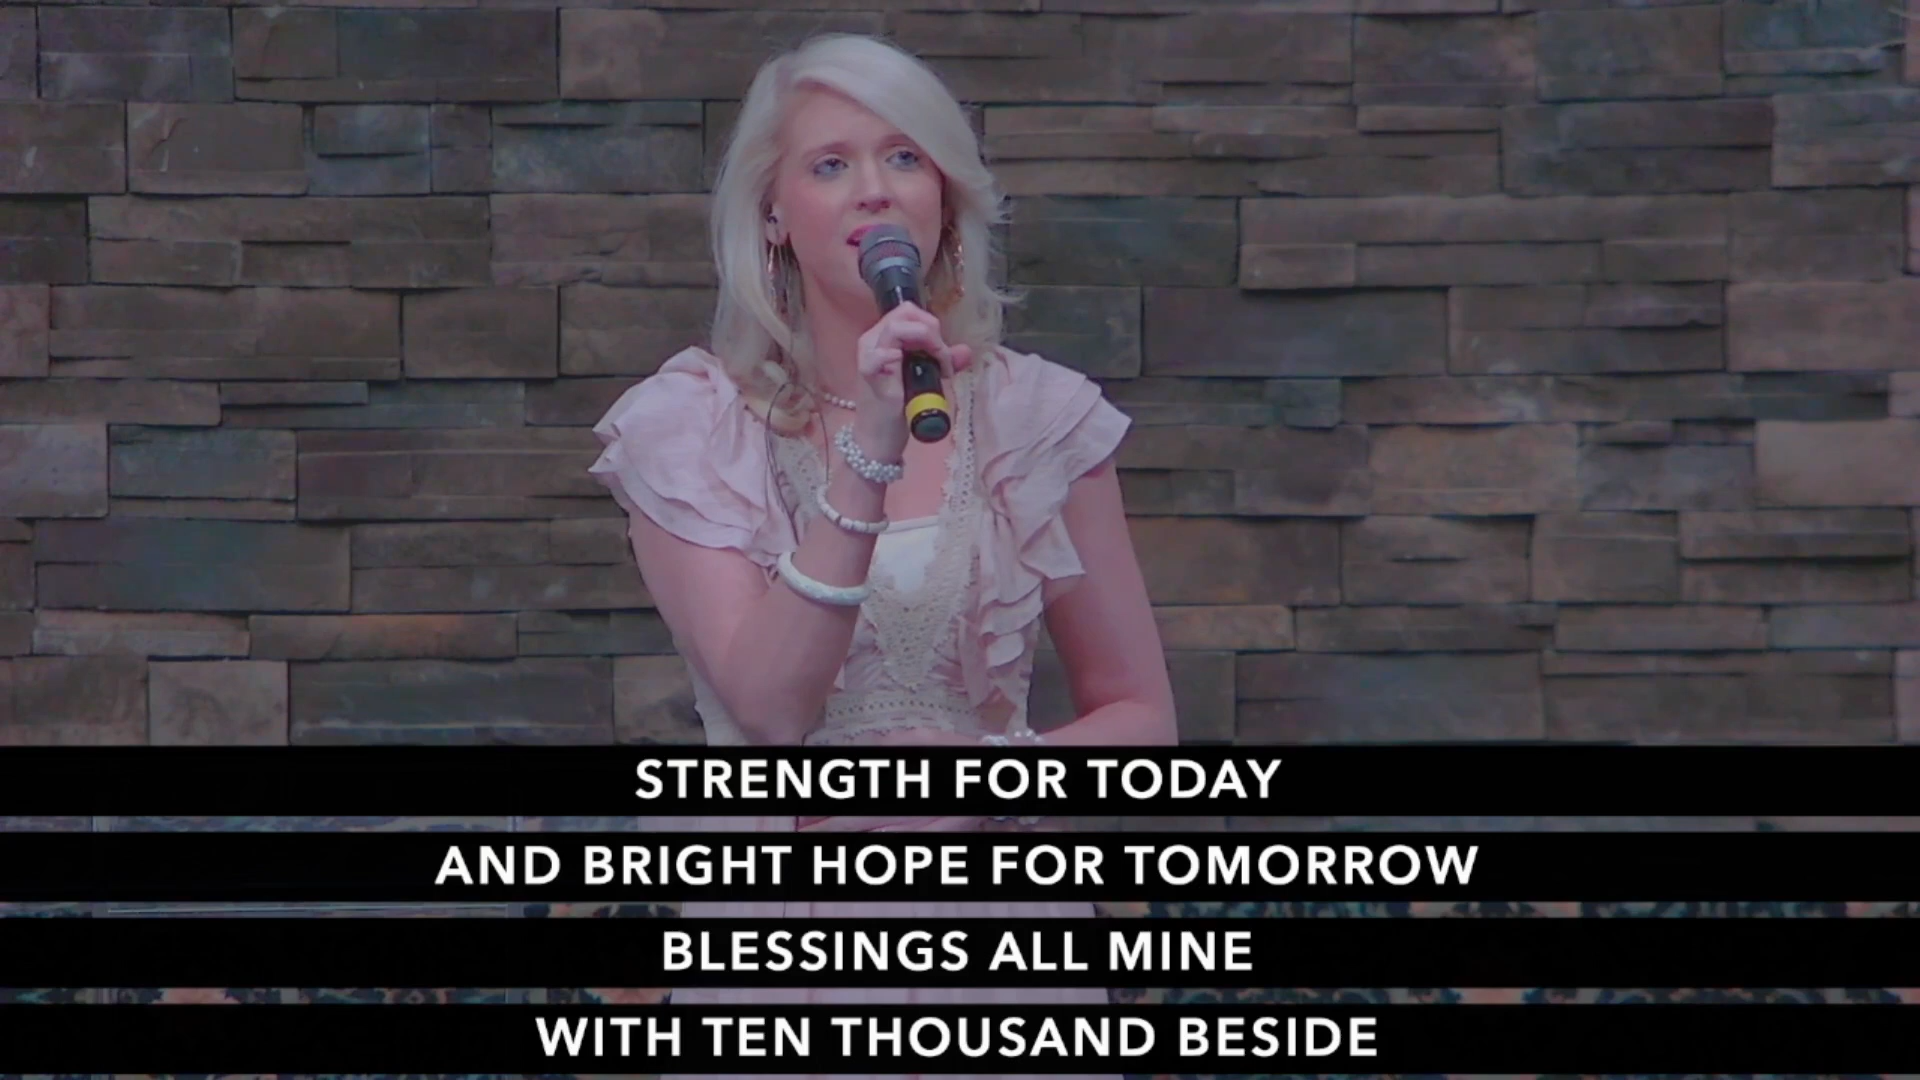 STRENGTH FOR TODAY
AND BRIGHT HOPE FOR TOMORROW
BLESSINGS ALL MINE
WITH TEN THOUSAND BESIDE